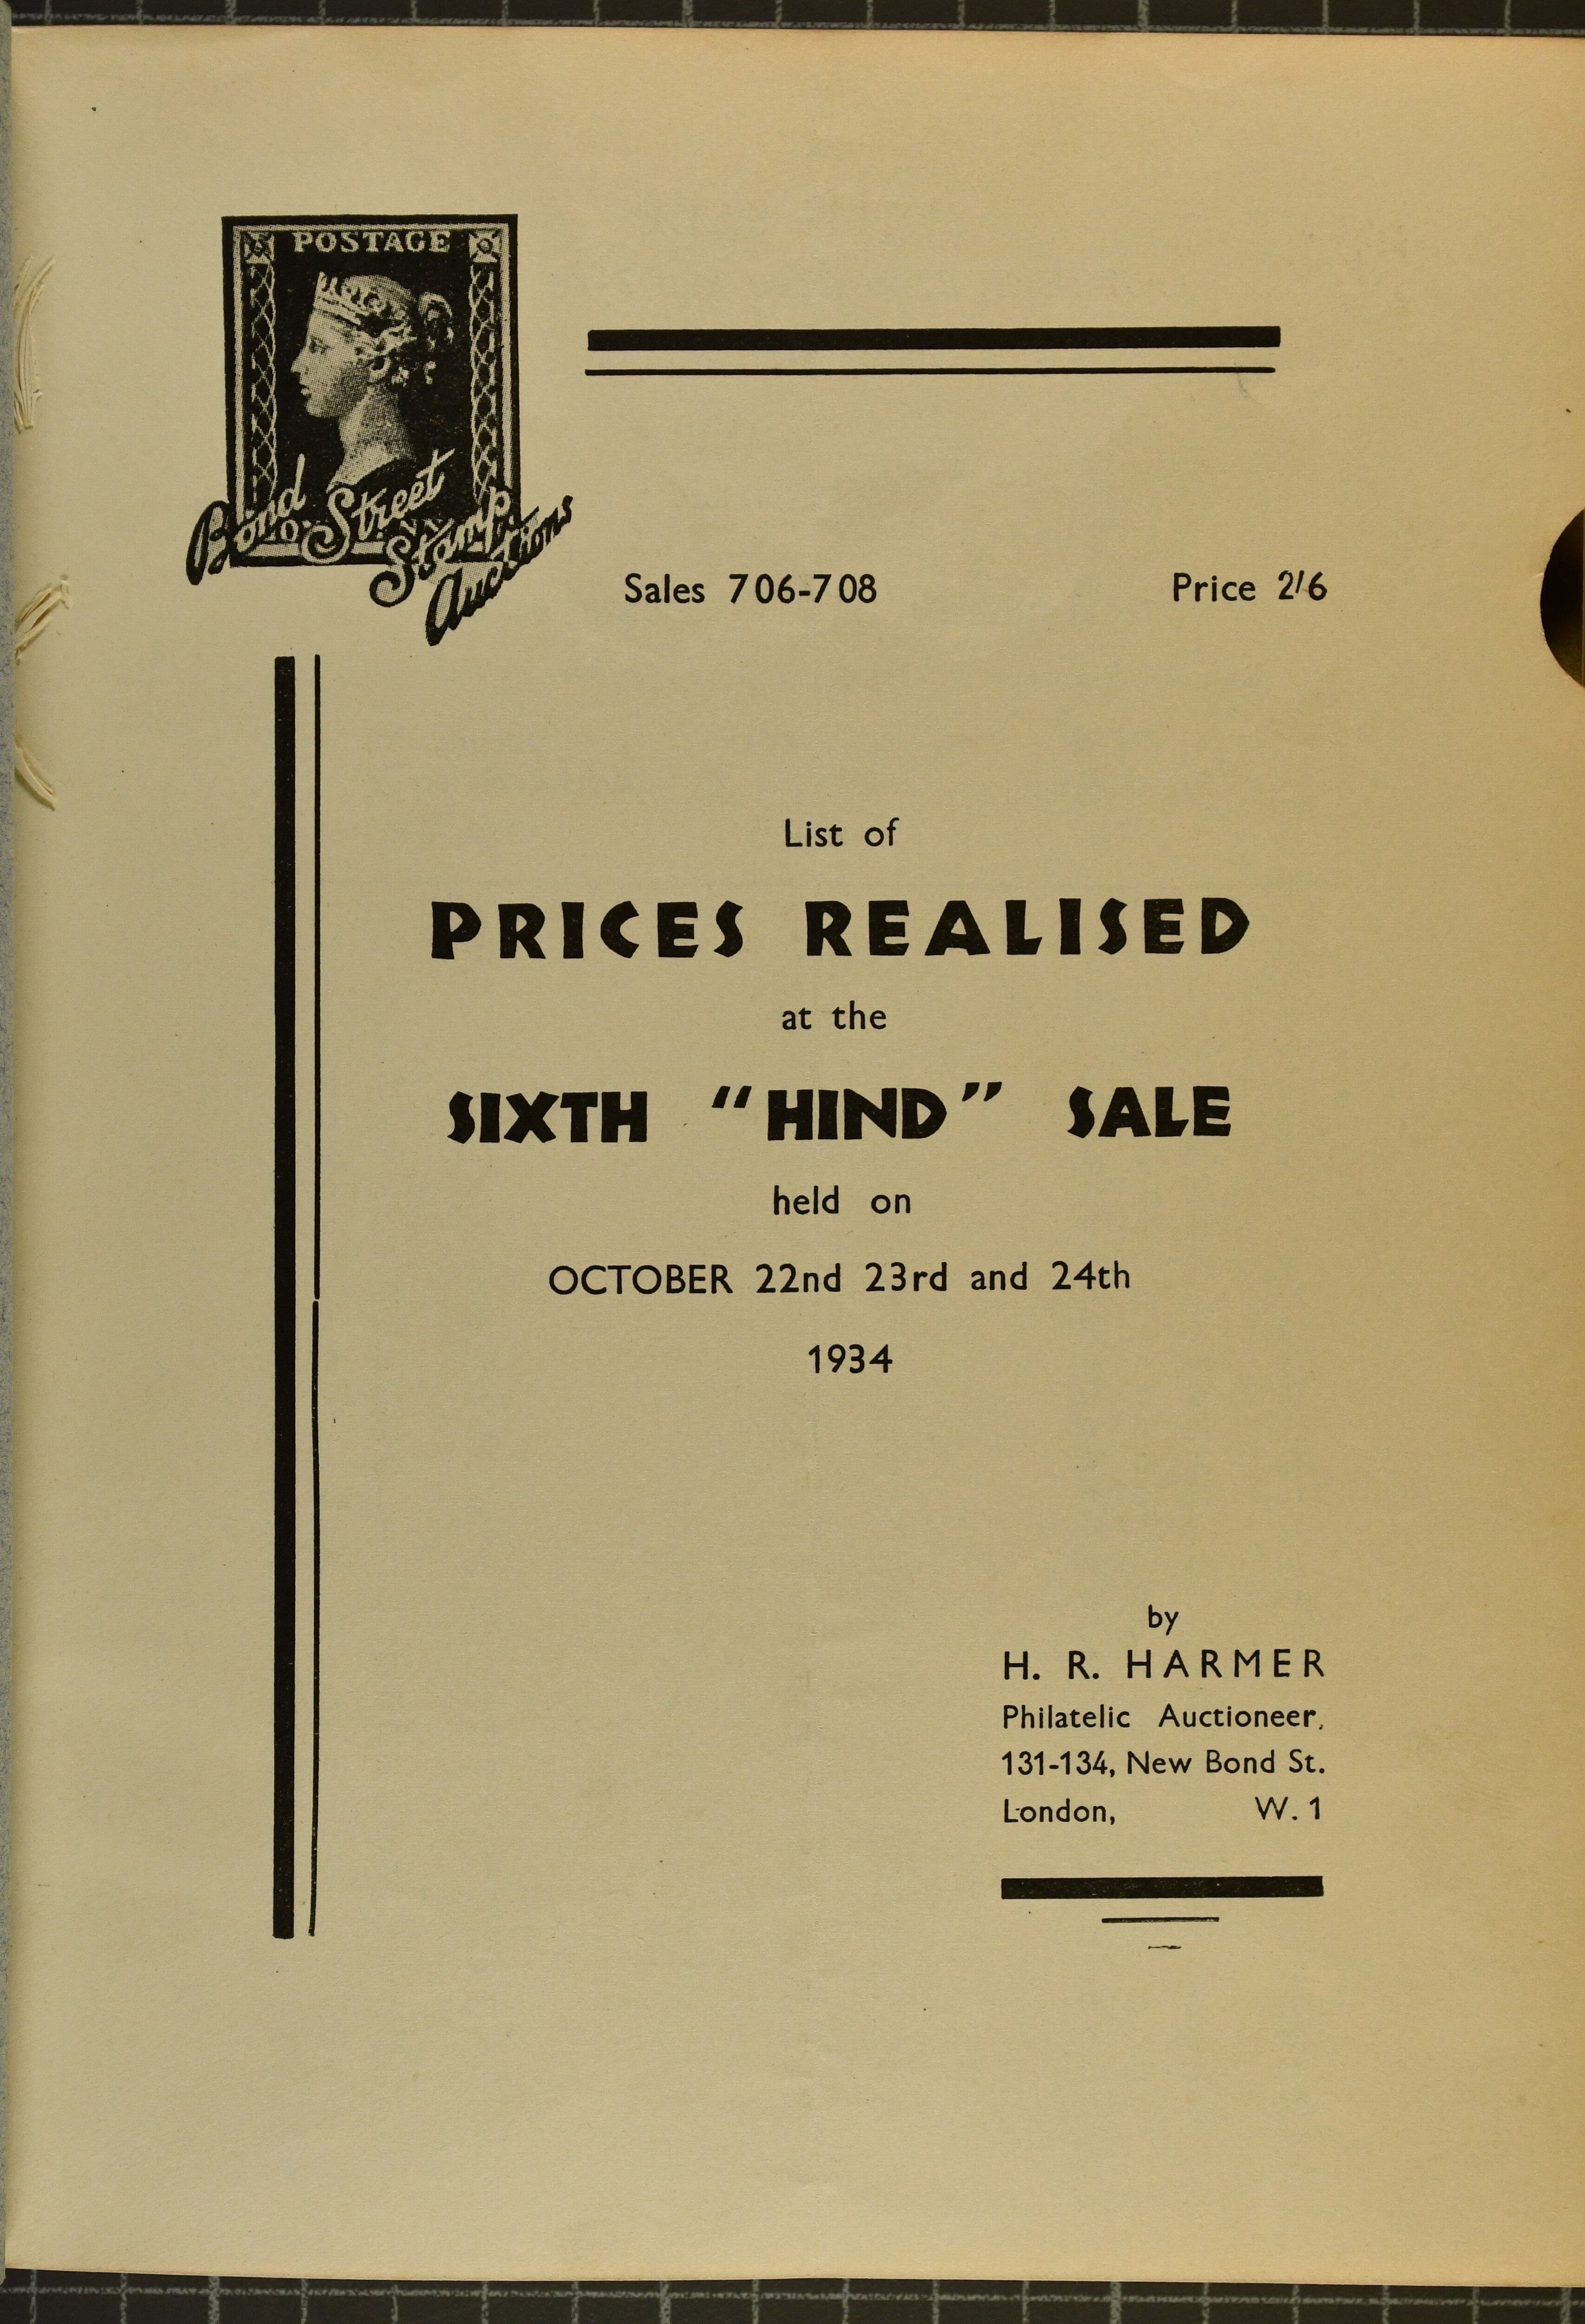 POSTAGE
Bond Street
Stamp
Auctions
Sales 706-708 Price 2/6
List of
PRICES REALISED
at the
SIXTH "HIND" SALE
held on
OCTOBER 22nd 23rd and 24th
1934
by
H. R. HARMER
Philatelic Auctioneer,
131-134, New Bond St.
London, W. 1